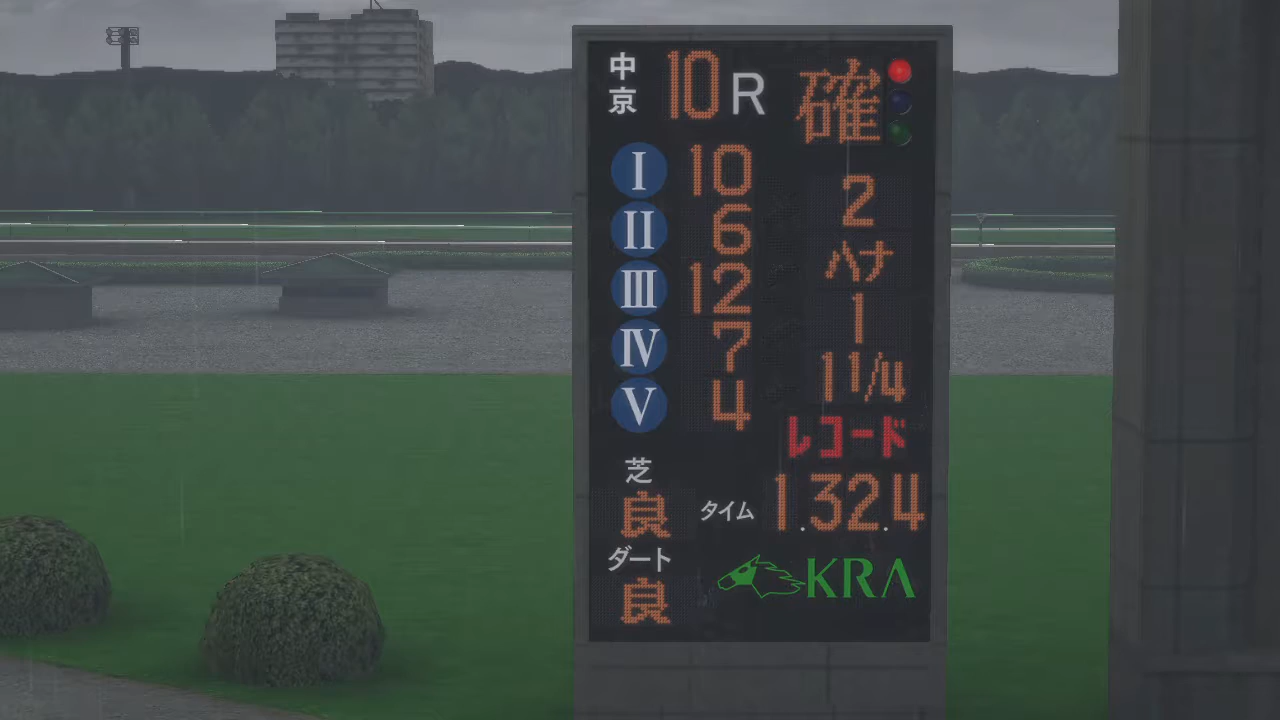 中京 10 R 確
I 10
2
II 6
ハナ
III 12
1
IV 7
1 1/4
V 4
レコード
芝
良 タイム 1.32.4
ダート
良
KRA